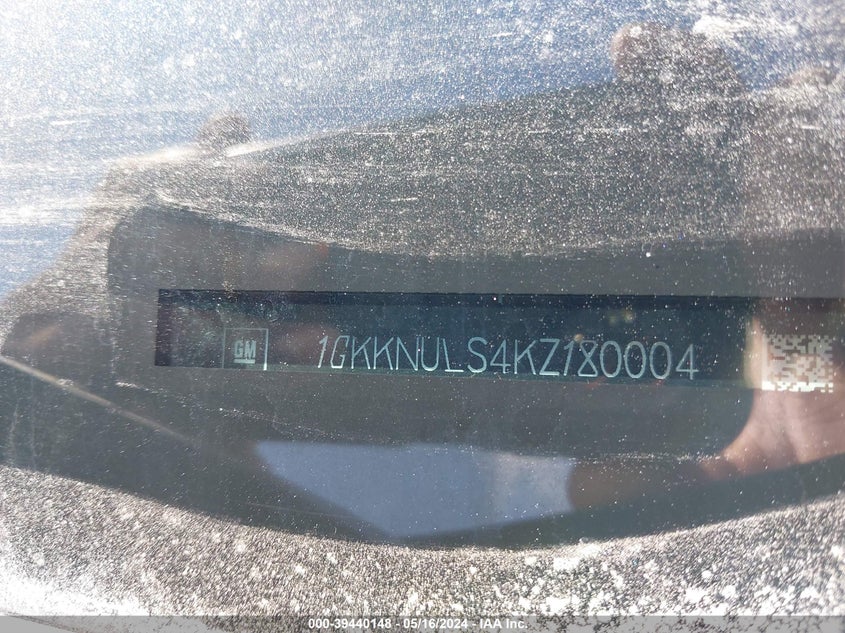 GM 1GKKNULS4KZ180004
000-39440148 - 05/16/2024 - IAA Inc.